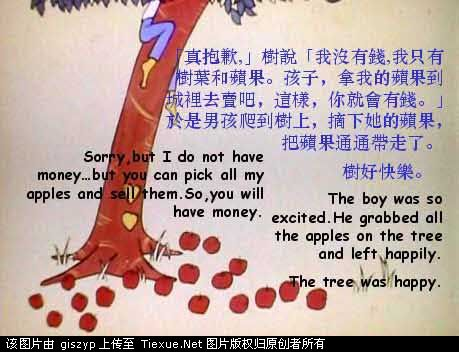 「真抱歉,」樹說「我沒有錢,我只有
樹葉和蘋果。孩子，拿我的蘋果到
城裡去賣吧，這樣，你就會有錢。」
於是男孩爬到樹上，摘下她的蘋果，
把蘋果通通帶走了。
樹好快樂。
Sorry,but I do not have
money…but you can pick all my
apples and sell them.So,you will
have money.
The boy was so
excited.He grabbed all
the apples on the tree
and left happily.
The tree was happy.
该图片由 giszyp 上传至 Tiexue.Net 图片版权归原创者所有